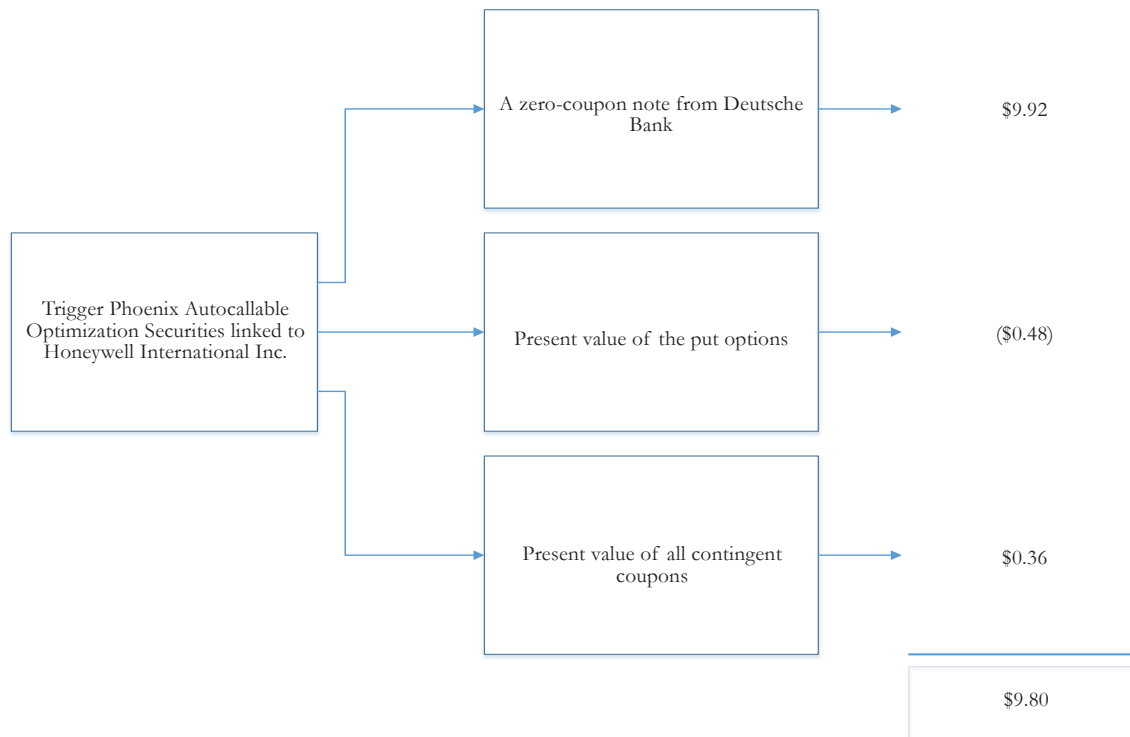 A zero-coupon note from Deutsche
Bank
$9.92
Trigger Phoenix Autocallable
Optimization Securities linked to
Honeywell International Inc.
Present value of the put options
($0.48)
Present value of all contingent
coupons
$0.36
$9.80